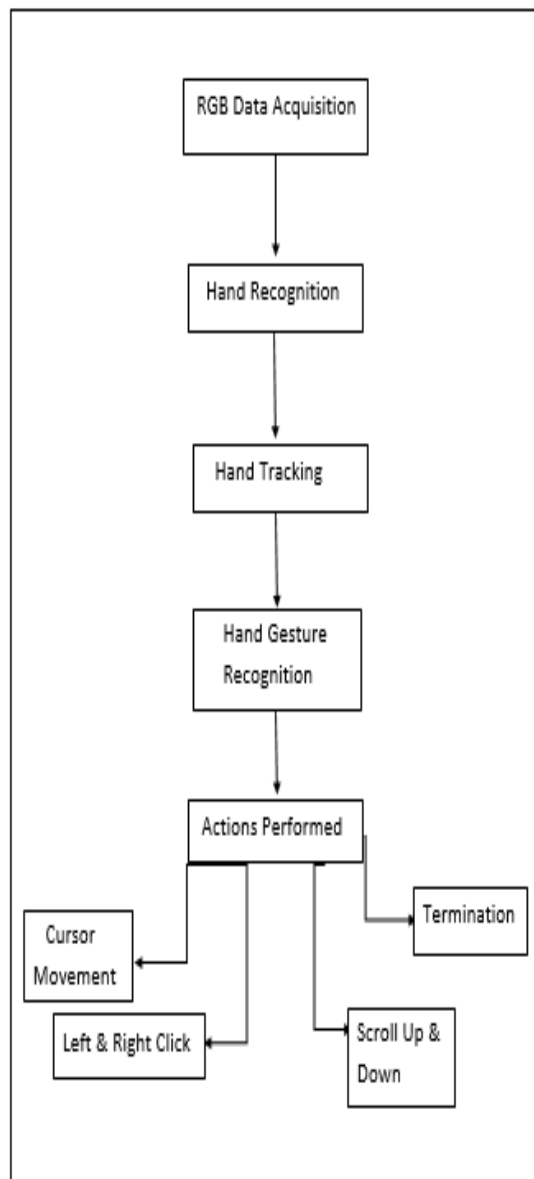 RGB Data Acquisition
Hand Recognition
Hand Tracking
Hand Gesture
Recognition
Actions Performed
Termination
Cursor
Movement
Left & Right Click
Scroll Up &
Down